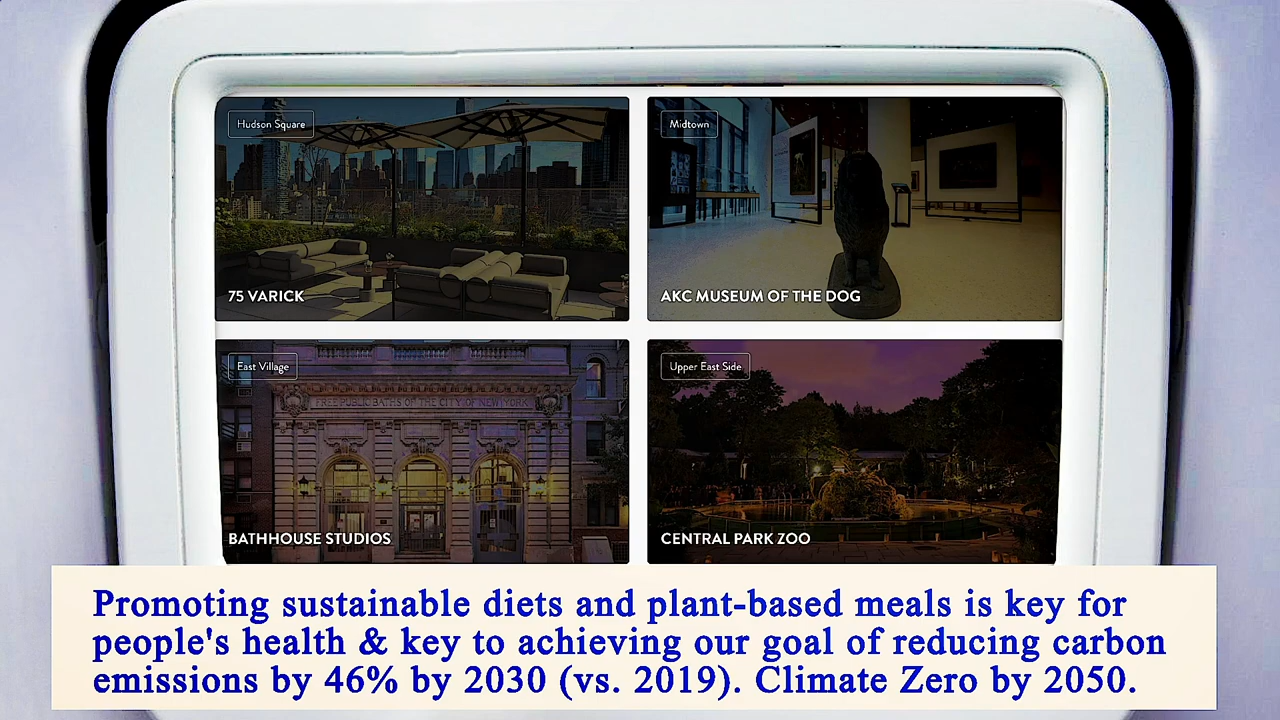 Hudson Square
75 VARICK
Midtown
AKC MUSEUM OF THE DOG
East Village
FREE PUBLIC BATHS OF THE CITY OF NEW YORK
BATHHOUSE STUDIOS
Upper East Side
CENTRAL PARK ZOO
Promoting sustainable diets and plant-based meals is key for
people's health & key to achieving our goal of reducing carbon
emissions by 46% by 2030 (vs. 2019). Climate Zero by 2050.